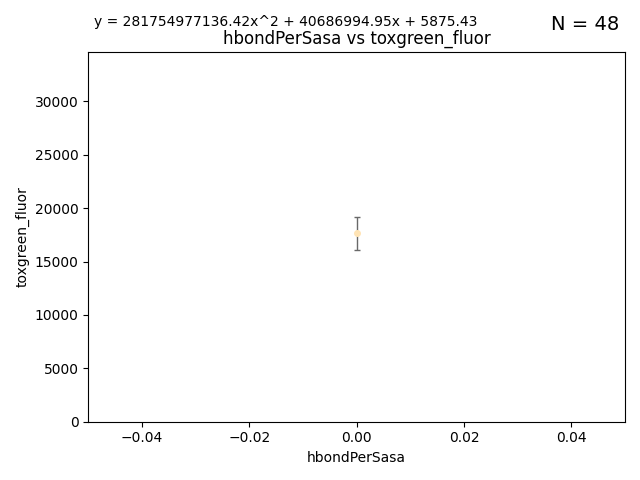 y = 281754977136.42x^2 + 40686994.95x + 5875.43
N = 48
hbondPerSasa vs toxgreen_fluor
30000
25000
20000
15000
10000
5000
0
toxgreen_fluor
−0.04
−0.02
0.00
0.02
0.04
hbondPerSasa